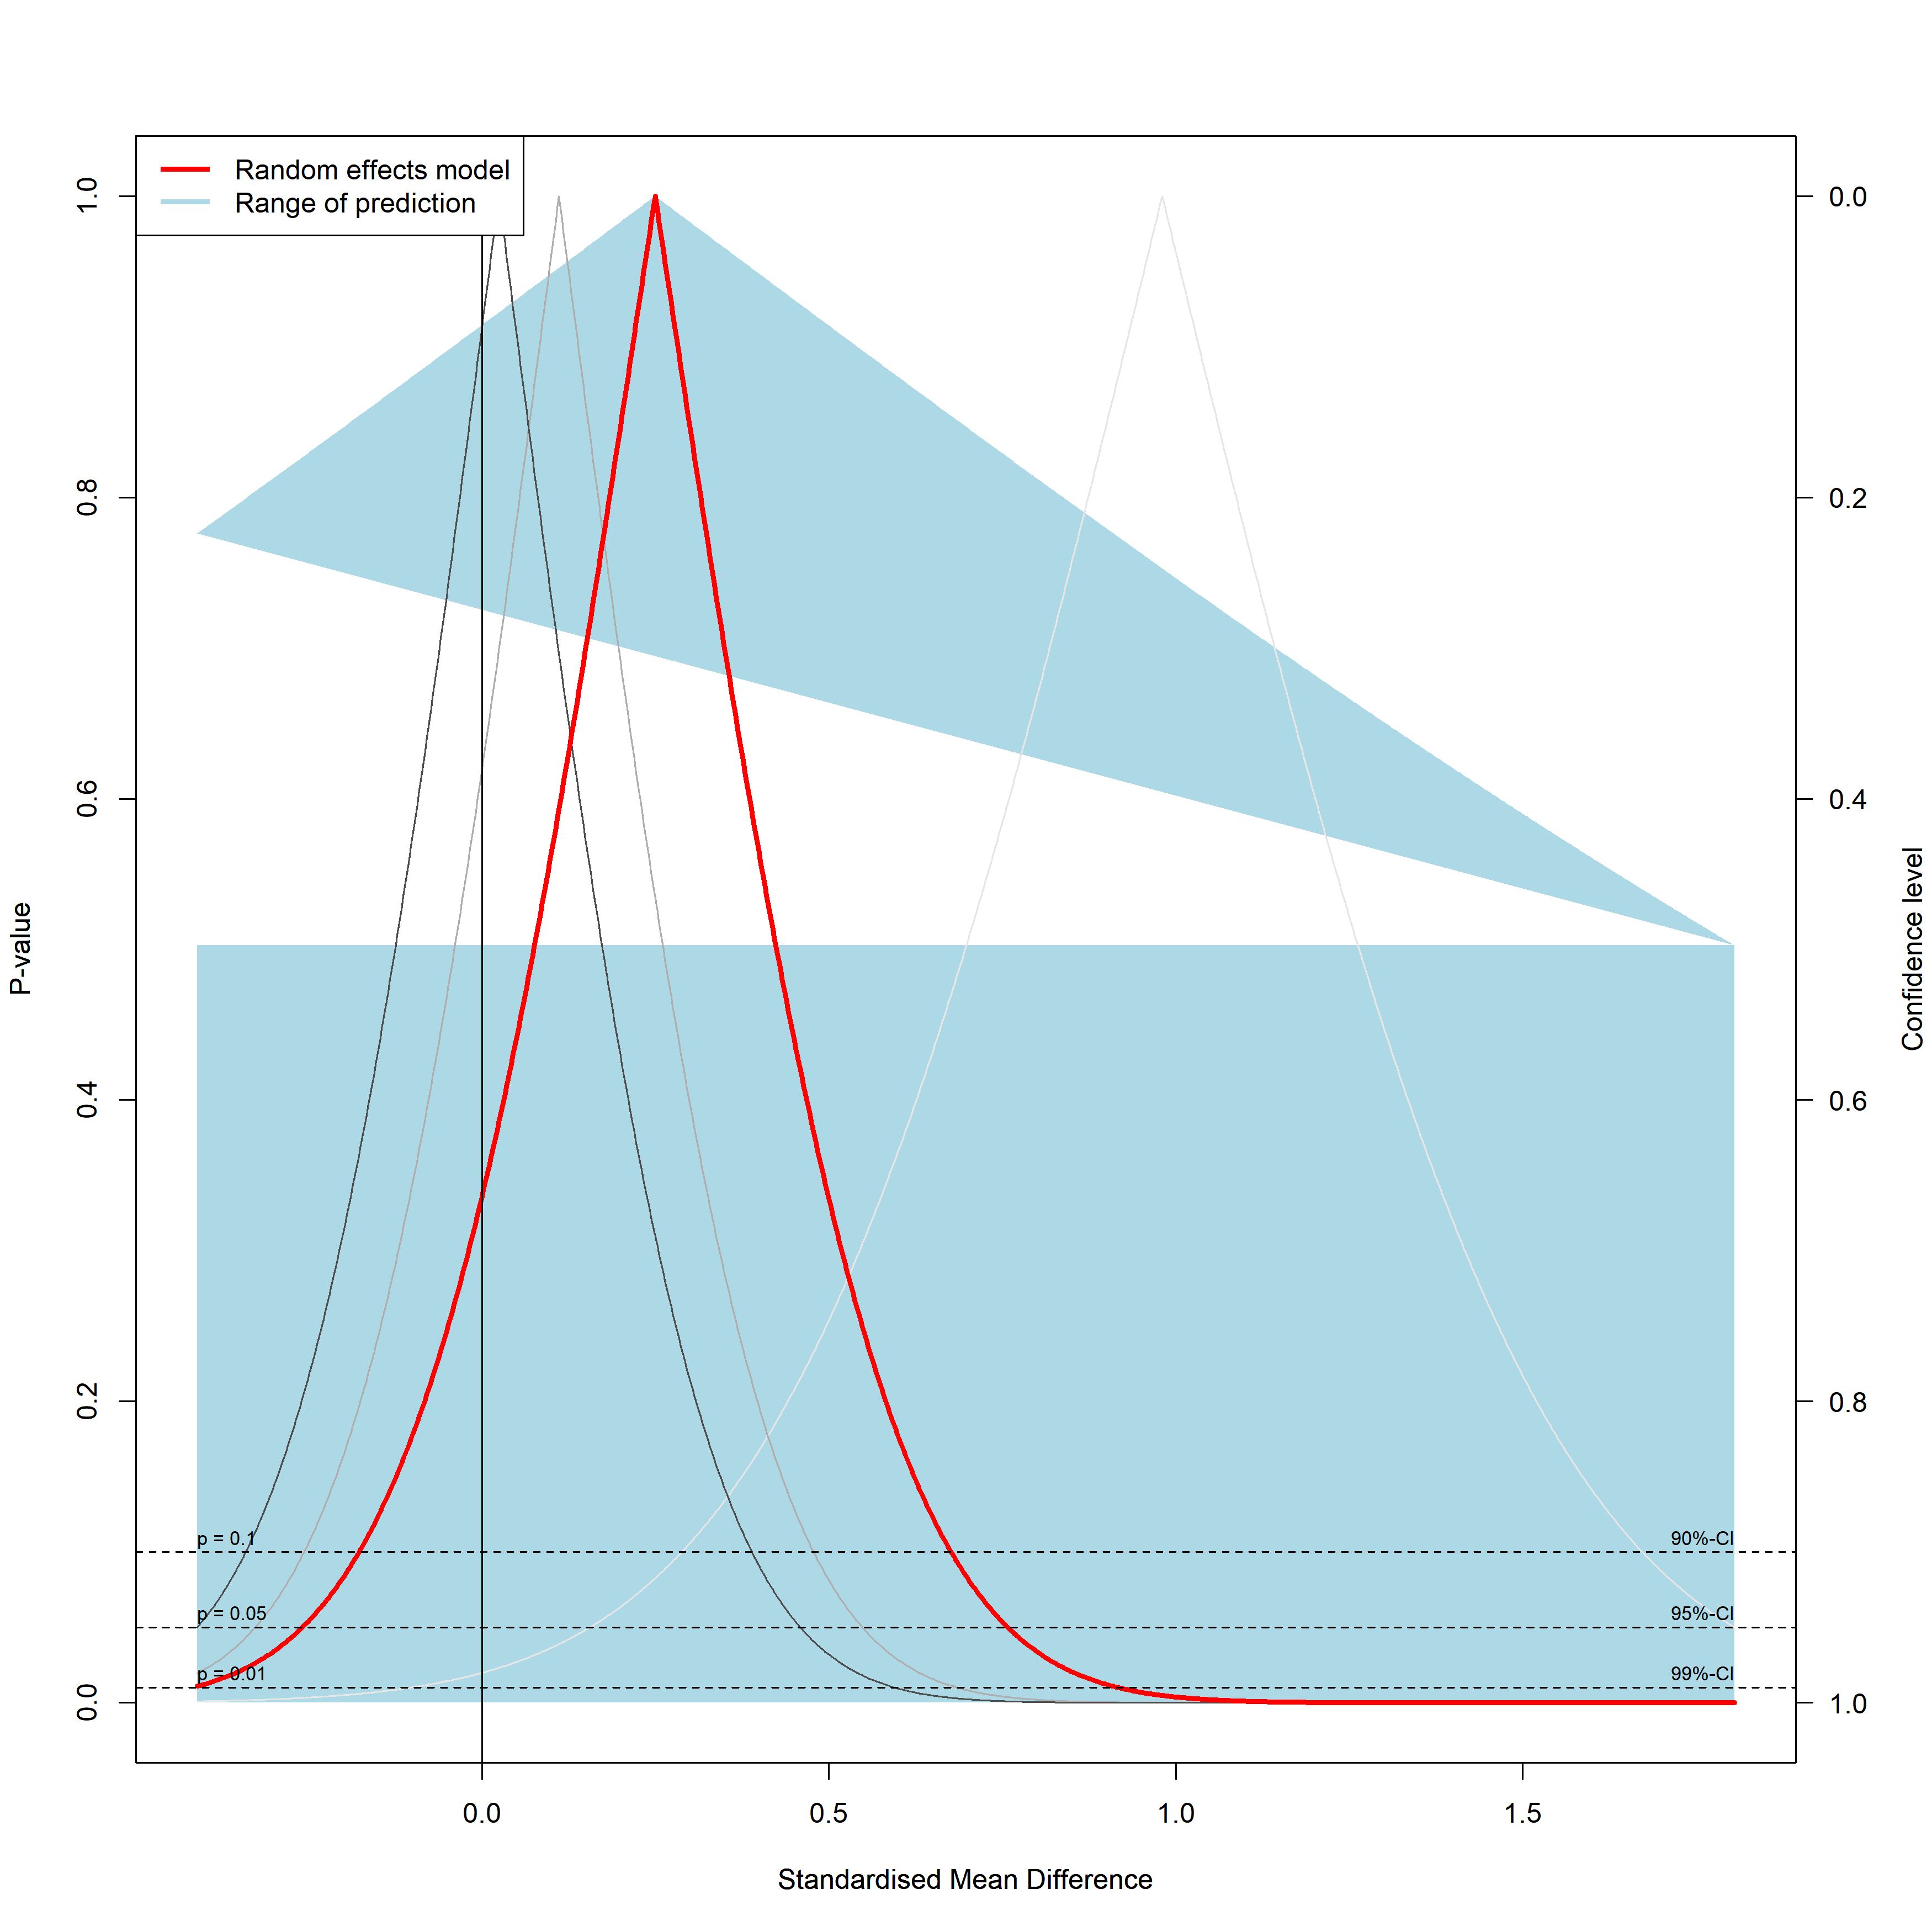 Random effects model
Range of prediction
1.0
0.8
0.6
0.4
0.2
0.0
P-value
0.0
0.2
0.4
0.6
0.8
1.0
Confidence level
p = 0.1
90%-CI
p = 0.05
95%-CI
p = 0.01
99%-CI
0.0
0.5
1.0
1.5
Standardised Mean Difference